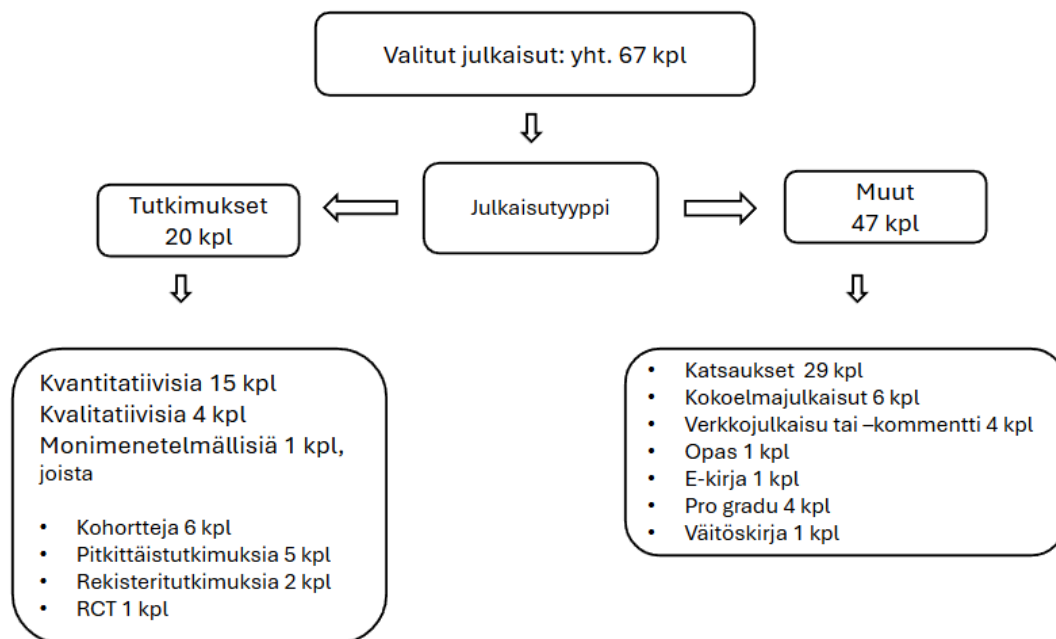 Valitut julkaisut: yht. 67 kpl
Tutkimukset
20 kpl
Julkaisutyyppi
Muut
47 kpl
Kvantitatiivisia 15 kpl
Kvalitatiivisia 4 kpl
Monimenetelmällisiä 1 kpl,
joista
• Kohortteja 6 kpl
• Pitkittäistutkimuksia 5 kpl
• Rekisteritutkimuksia 2 kpl
• RCT 1 kpl
• Katsaukset 29 kpl
• Kokoelmajulkaisut 6 kpl
• Verkkojulkaisu tai –kommentti 4 kpl
• Opas 1 kpl
• E-kirja 1 kpl
• Pro gradu 4 kpl
• Väitöskirja 1 kpl